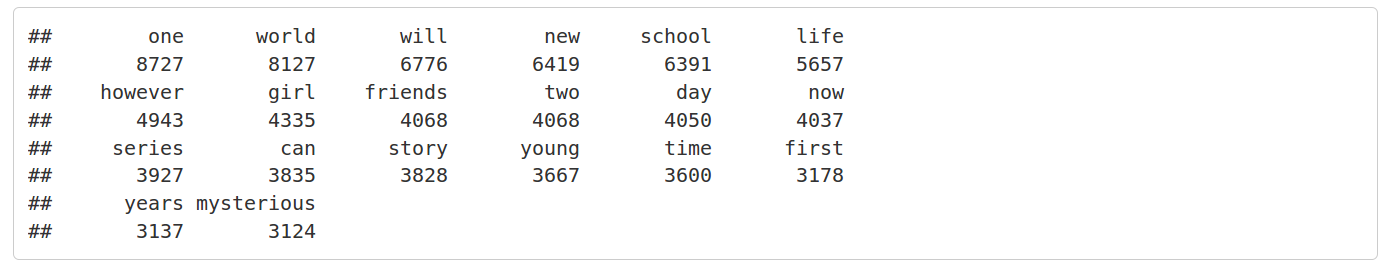 ##        one      world       will        new     school       life
##       8727       8127       6776       6419       6391       5657
##    however       girl    friends        two        day        now
##       4943       4335       4068       4068       4050       4037
##     series        can      story      young       time      first
##       3927       3835       3828       3667       3600       3178
##      years mysterious
##       3137       3124